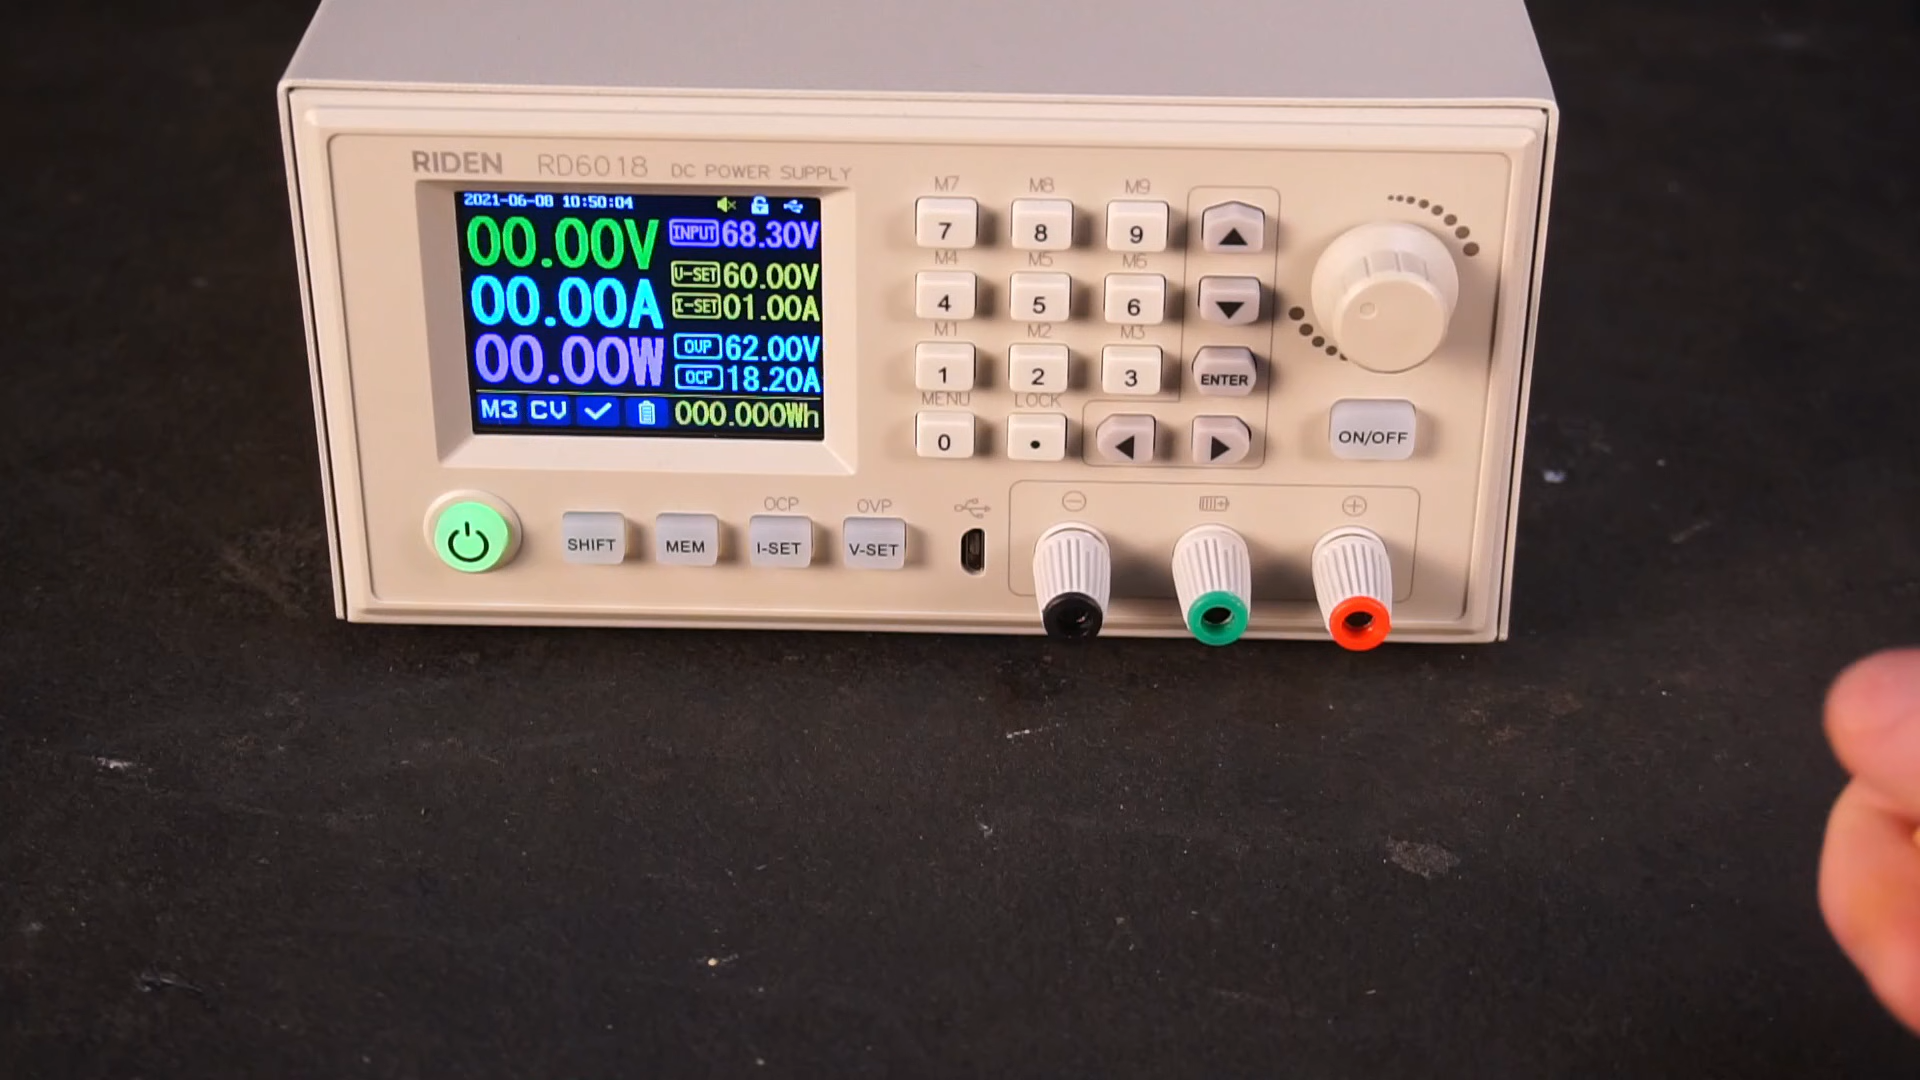 RIDEN RD6018 DC POWER SUPPLY
2021-06-08 10:50:04
00.00V INPUT 68.30V
V-SET 60.00V
00.00A I-SET 01.00A
00.00W OVP 62.00V
OCP 18.20A
M3 CV 000.000Wh
M7 M8 M9
7 8 9
M4 M5 M6
4 5 6
M1 M2 M3
1 2 3 ENTER
MENU LOCK
0 .
ON/OFF
OCP OVP
SHIFT MEM I-SET V-SET